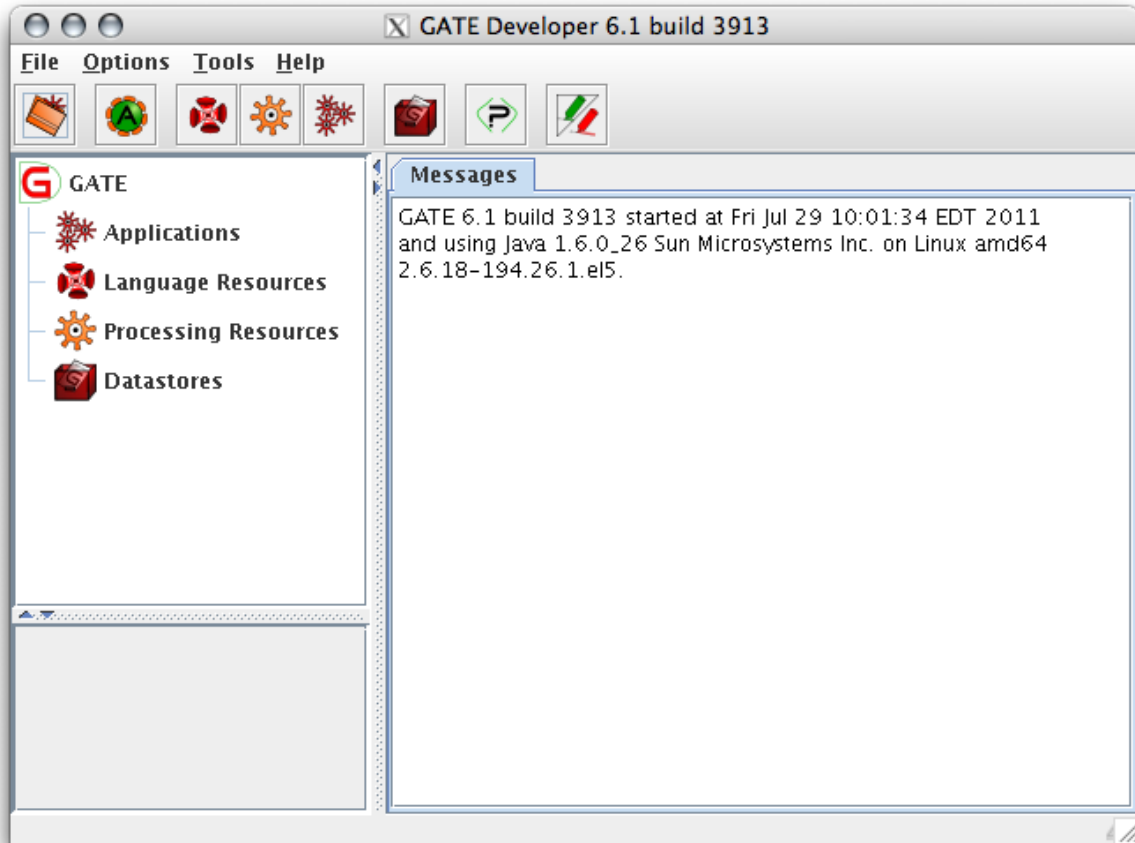 GATE Developer 6.1 build 3913
File Options Tools Help
GATE
Applications
Language Resources
Processing Resources
Datastores
Messages
GATE 6.1 build 3913 started at Fri Jul 29 10:01:34 EDT 2011
and using Java 1.6.0_26 Sun Microsystems Inc. on Linux amd64
2.6.18-194.26.1.el5.